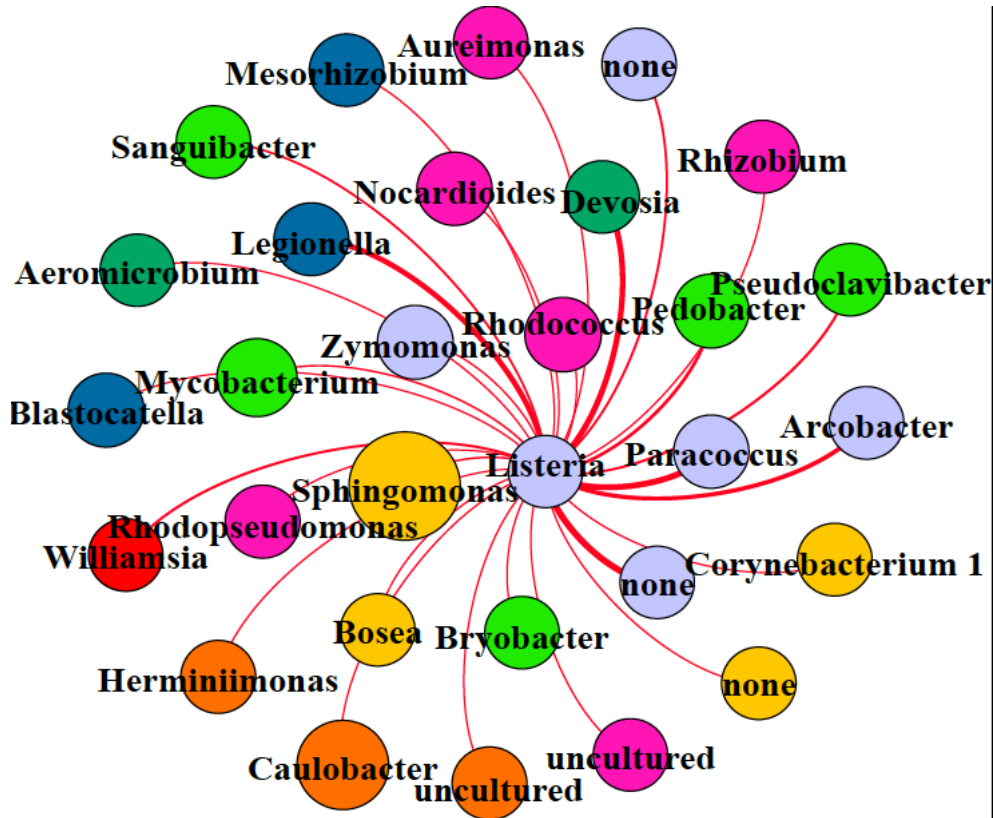 Aureimonas
none
Mesorhizobium
Sanguibacter
Rhizobium
Nocardioides
Devosia
Legionella
Aeromicrobium
Pseudoclavibacter
Pedobacter
Rhodococcus
Zymomonas
Mycobacterium
Blastocatella
Arcobacter
Paracoccus
Listeria
Sphingomonas
Rhodopseudomonas
Williamsia
Corynebacterium 1
none
Bosea
Bryobacter
Herminiimonas
none
uncultured
Caulobacter
uncultured